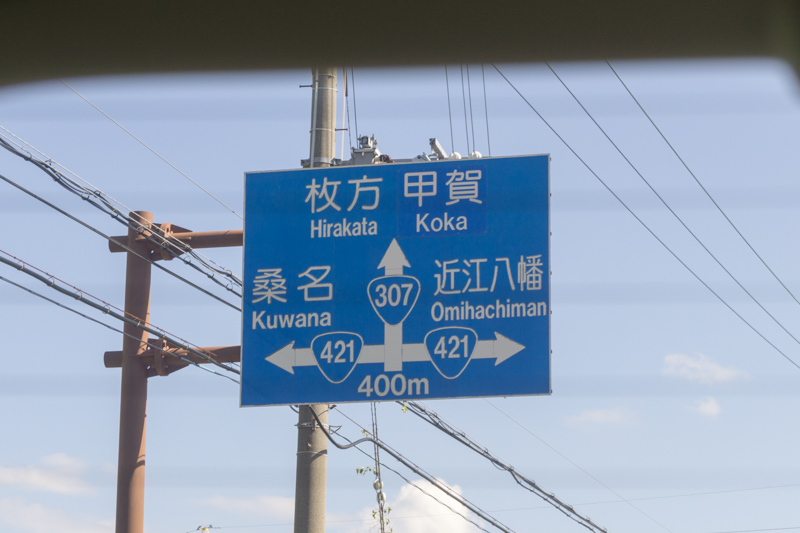 枚方 甲賀
Hirakata Koka
桑名 近江八幡
307
Kuwana Omihachiman
421 421
400m